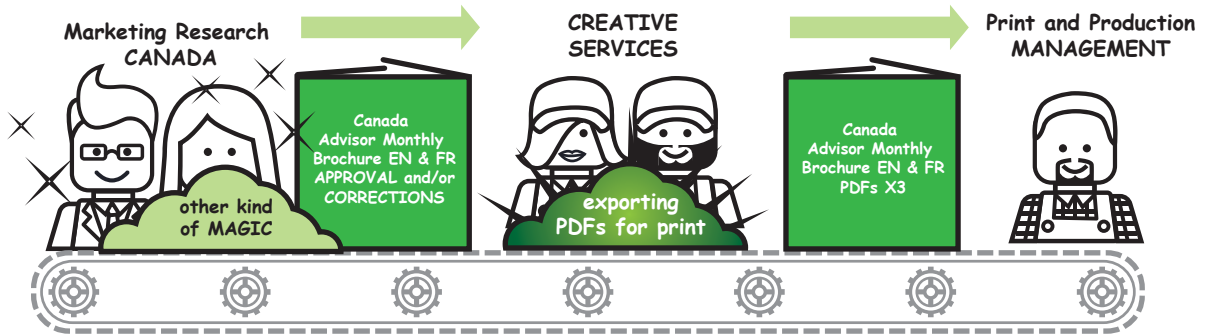 Marketing Research
CANADA
other kind
of MAGIC
Canada
Advisor Monthly
Brochure EN & FR
APPROVAL and/or
CORRECTIONS
CREATIVE
SERVICES
exporting
PDFs for print
Canada
Advisor Monthly
Brochure EN & FR
PDFs X3
Print and Production
MANAGEMENT